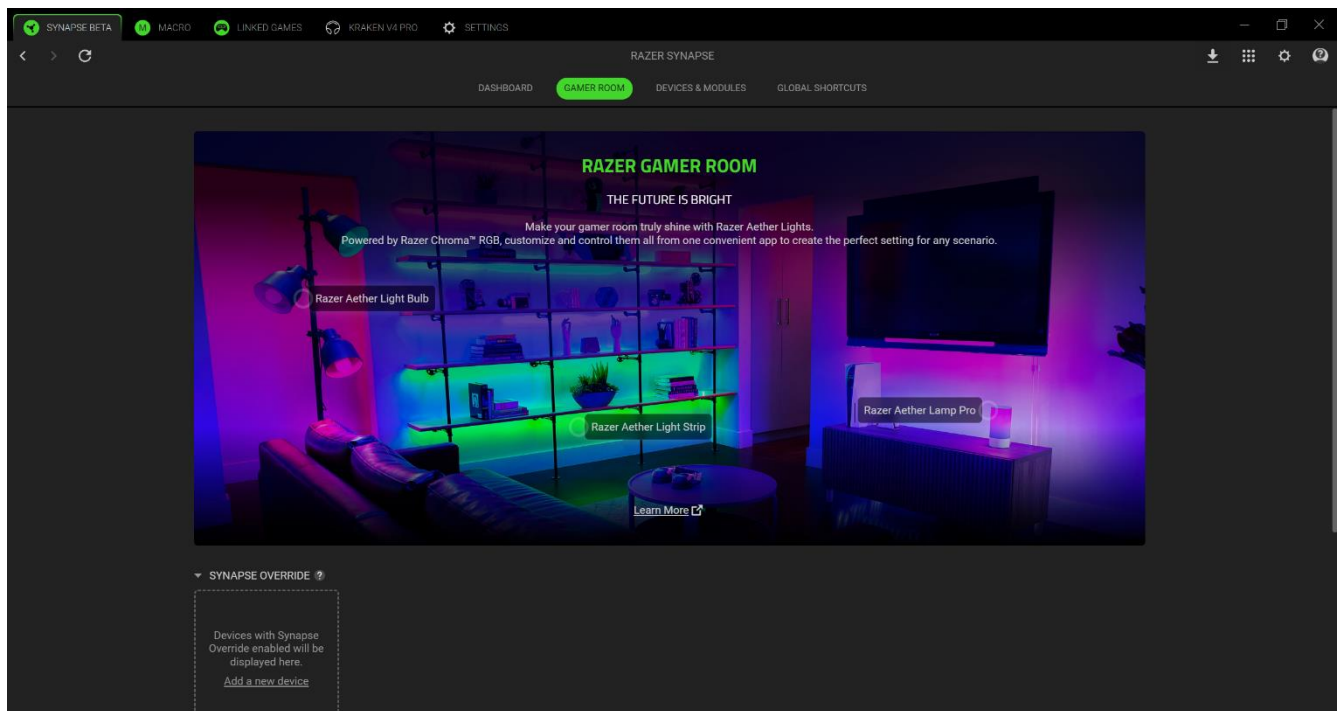 SYNAPSE BETA
M MACRO
LINKED GAMES
KRAKEN V4 PRO
SETTINGS
RAZER SYNAPSE
DASHBOARD
GAMER ROOM
DEVICES & MODULES
GLOBAL SHORTCUTS
RAZER GAMER ROOM
THE FUTURE IS BRIGHT
Make your gamer room truly shine with Razer Aether Lights.
Powered by Razer Chroma™ RGB, customize and control them all from one convenient app to create the perfect setting for any scenario.
Razer Aether Light Bulb
Razer Aether Lamp Pro
Razer Aether Light Strip
Learn More
SYNAPSE OVERRIDE ?
Devices with Synapse
Override enabled will be
displayed here.
Add a new device